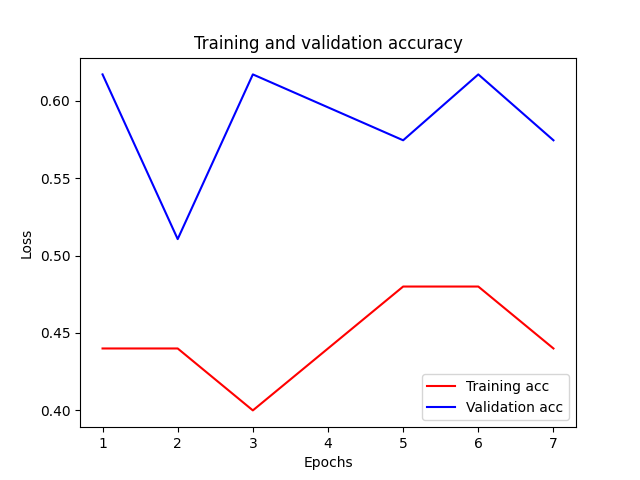 Training and validation accuracy
0.60
0.55
0.50
0.45
0.40
Loss
Training acc
Validation acc
1 2 3 4 5 6 7
Epochs